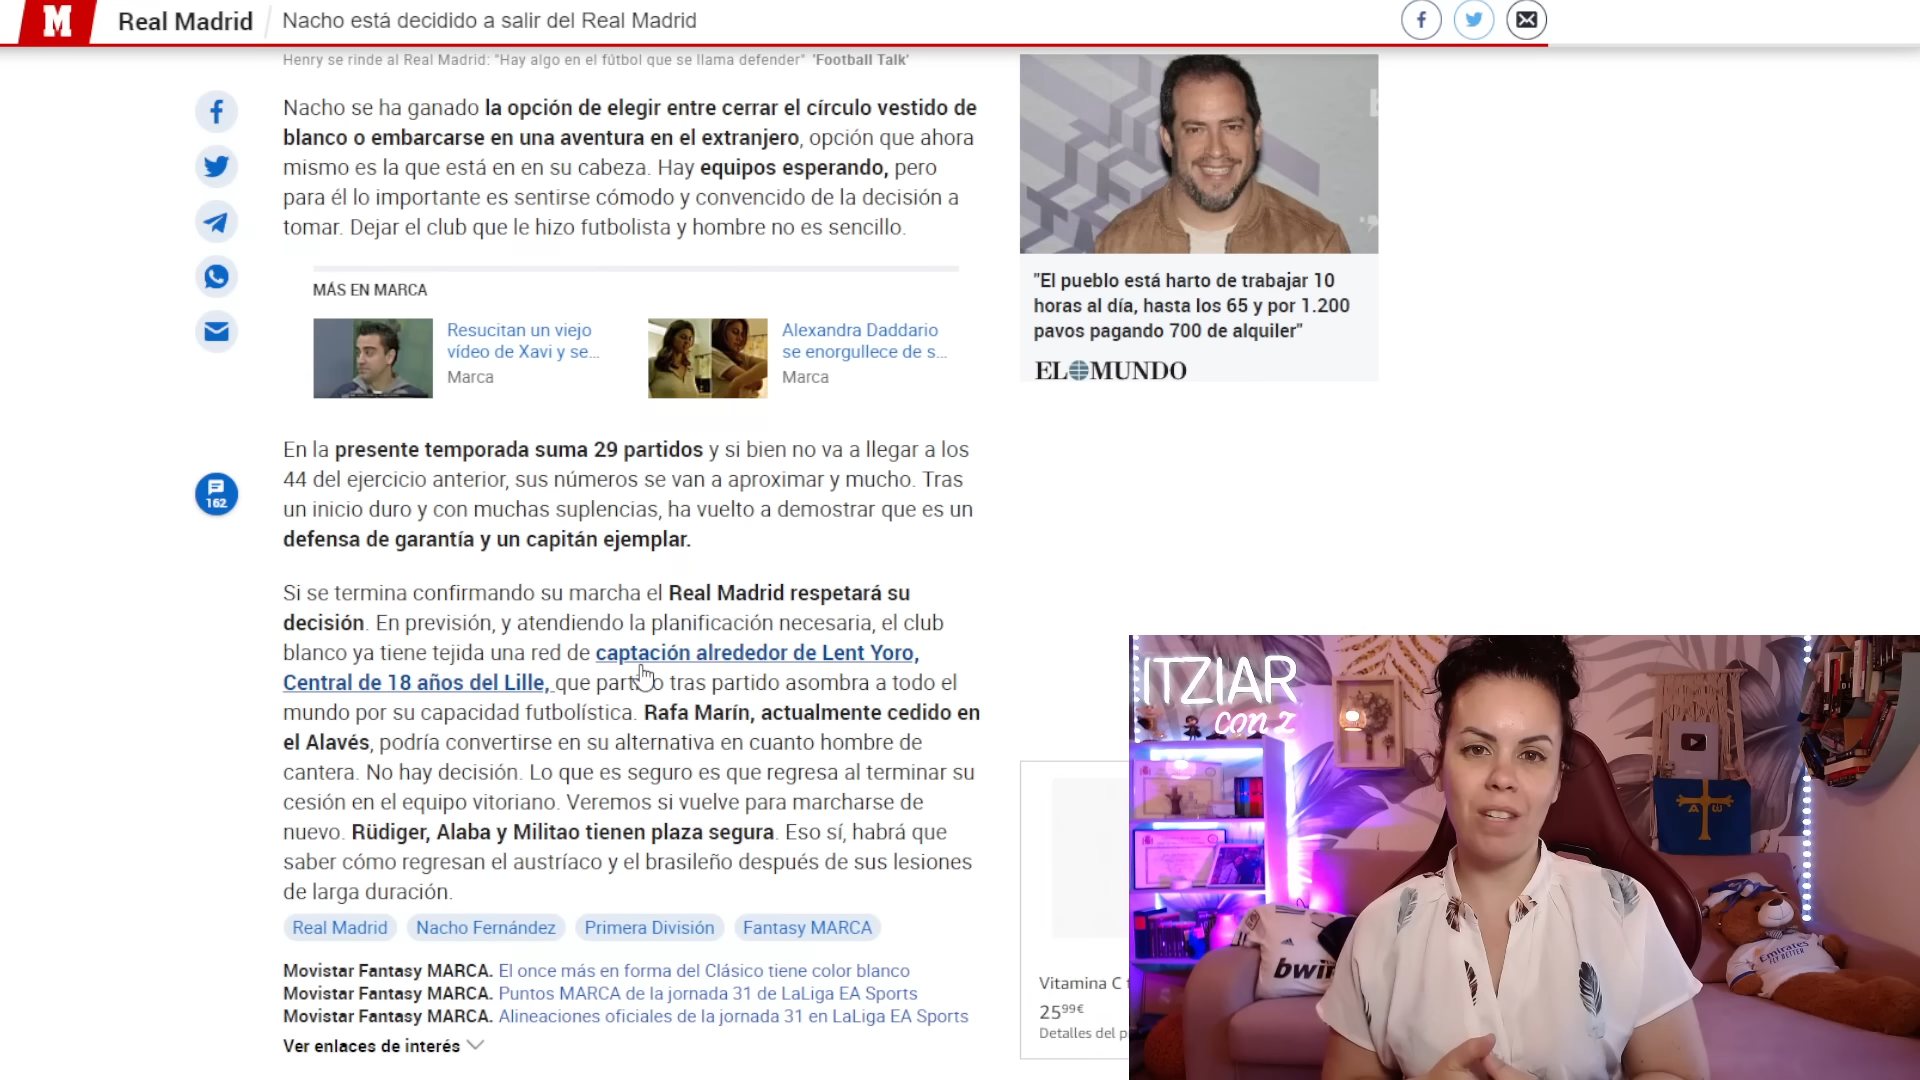 M Real Madrid Nacho está decidido a salir del Real Madrid
Henry se rinde al Real Madrid: "Hay algo en el fútbol que se llama defender" 'Football Talk'
Nacho se ha ganado la opción de elegir entre cerrar el círculo vestido de
blanco o embarcarse en una aventura en el extranjero, opción que ahora
mismo es la que está en en su cabeza. Hay equipos esperando, pero
para él lo importante es sentirse cómodo y convencido de la decisión a
tomar. Dejar el club que le hizo futbolista y hombre no es sencillo.
MÁS EN MARCA
Resucitan un viejo
vídeo de Xavi y se...
Marca
Alexandra Daddario
se enorgullece de s...
Marca
162
En la presente temporada suma 29 partidos y si bien no va a llegar a los
44 del ejercicio anterior, sus números se van a aproximar y mucho. Tras
un inicio duro y con muchas suplencias, ha vuelto a demostrar que es un
defensa de garantía y un capitán ejemplar.
Si se termina confirmando su marcha el Real Madrid respetará su
decisión. En previsión, y atendiendo la planificación necesaria, el club
blanco ya tiene tejida una red de captación alrededor de Lent Yoro,
Central de 18 años del Lille, que partido tras partido asombra a todo el
mundo por su capacidad futbolística. Rafa Marín, actualmente cedido en
el Alavés, podría convertirse en su alternativa en cuanto hombre de
cantera. No hay decisión. Lo que es seguro es que regresa al terminar su
cesión en el equipo vitoriano. Veremos si vuelve para marcharse de
nuevo. Rüdiger, Alaba y Militao tienen plaza segura. Eso sí, habrá que
saber cómo regresan el austríaco y el brasileño después de sus lesiones
de larga duración.
Real Madrid Nacho Fernández Primera División Fantasy MARCA
Movistar Fantasy MARCA. El once más en forma del Clásico tiene color blanco
Movistar Fantasy MARCA. Puntos MARCA de la jornada 31 de LaLiga EA Sports
Movistar Fantasy MARCA. Alineaciones oficiales de la jornada 31 en LaLiga EA Sports
Ver enlaces de interés
"El pueblo está harto de trabajar 10
horas al día, hasta los 65 y por 1.200
pavos pagando 700 de alquiler"
EL MUNDO
Vitamina C
25⁹⁹€
Detalles del p
ITZIAR
con z
bwin
Emirates
FLY BETTER